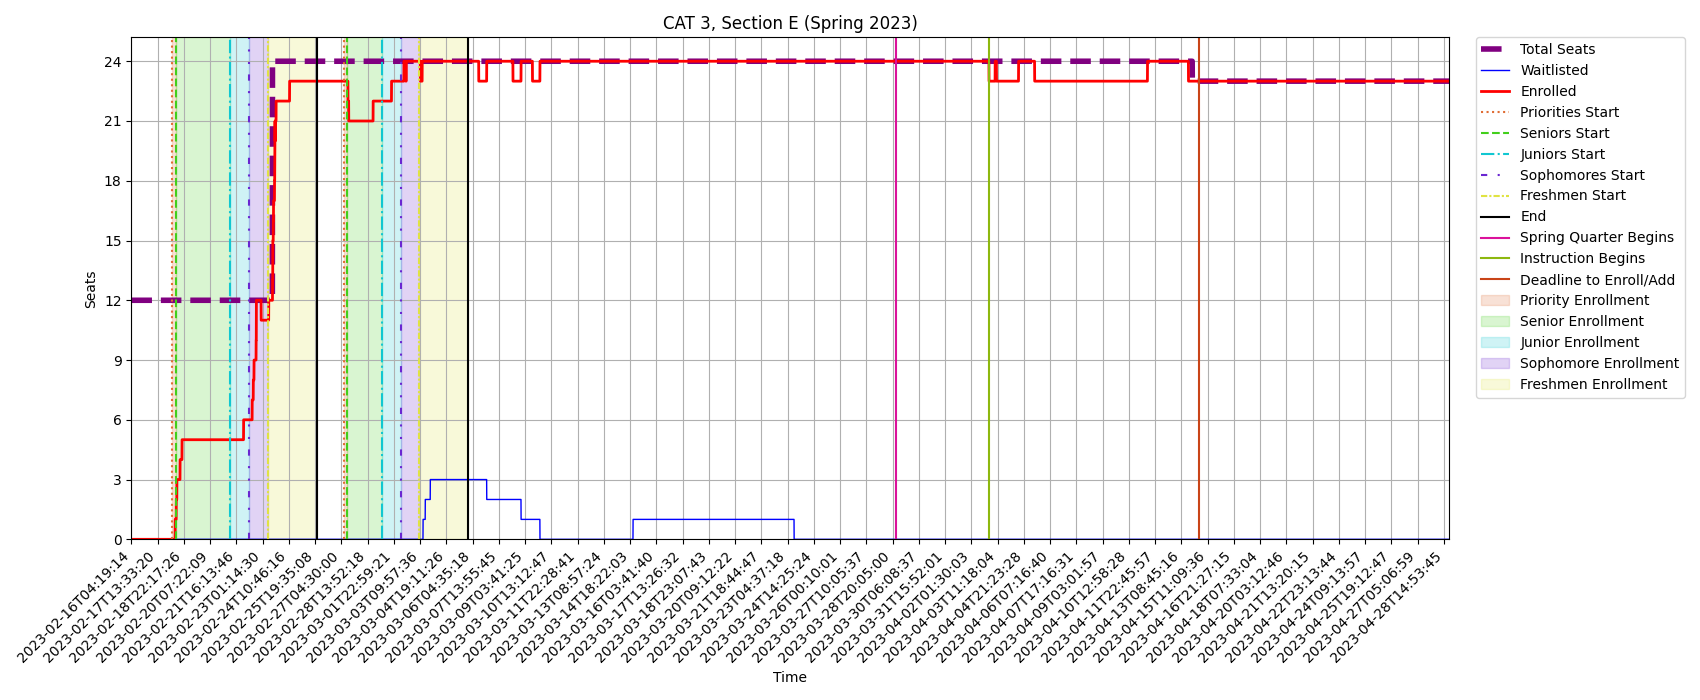 CAT 3, Section E (Spring 2023)
Seats
24
21
18
15
12
9
6
3
0
2023-02-16T04:19:14
2023-02-17T13:33:20
2023-02-18T22:17:26
2023-02-20T07:22:09
2023-02-21T16:13:46
2023-02-23T01:14:30
2023-02-24T10:46:16
2023-02-25T19:35:08
2023-02-27T04:30:00
2023-02-28T13:52:18
2023-03-01T22:59:21
2023-03-03T09:57:36
2023-03-04T19:11:26
2023-03-06T04:35:18
2023-03-07T13:55:45
2023-03-09T03:41:25
2023-03-10T13:12:47
2023-03-11T22:28:41
2023-03-13T08:57:24
2023-03-14T18:22:03
2023-03-16T03:41:40
2023-03-17T13:26:32
2023-03-18T23:07:43
2023-03-20T09:12:22
2023-03-21T18:44:47
2023-03-23T04:37:18
2023-03-24T14:25:24
2023-03-26T00:10:01
2023-03-27T10:05:37
2023-03-28T20:05:00
2023-03-30T06:08:37
2023-03-31T15:52:01
2023-04-02T01:30:03
2023-04-03T11:18:04
2023-04-04T21:23:28
2023-04-06T07:16:40
2023-04-07T17:16:31
2023-04-09T03:01:57
2023-04-10T12:58:28
2023-04-11T22:45:57
2023-04-13T08:45:16
2023-04-15T11:09:36
2023-04-16T21:27:15
2023-04-18T07:33:04
2023-04-20T03:12:46
2023-04-21T13:20:15
2023-04-22T23:13:44
2023-04-24T09:13:57
2023-04-25T19:12:47
2023-04-27T05:06:59
2023-04-28T14:53:45
Time
Total Seats
Waitlisted
Enrolled
Priorities Start
Seniors Start
Juniors Start
Sophomores Start
Freshmen Start
End
Spring Quarter Begins
Instruction Begins
Deadline to Enroll/Add
Priority Enrollment
Senior Enrollment
Junior Enrollment
Sophomore Enrollment
Freshmen Enrollment